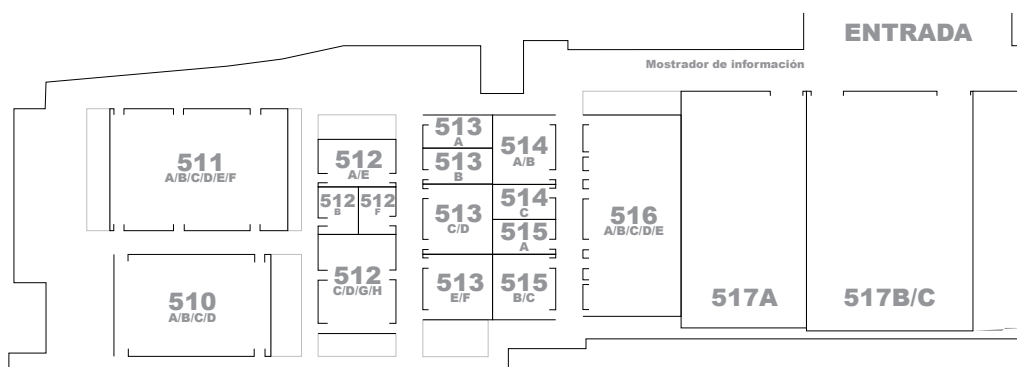 ENTRADA
Mostrador de información
511
A/B/C/D/E/F
512
A/E
512
B
512
F
513
A
513
B
514
A/B
513
C/D
514
C
515
A
516
A/B/C/D/E
510
A/B/C/D
512
C/D/G/H
513
E/F
515
B/C
517A
517B/C